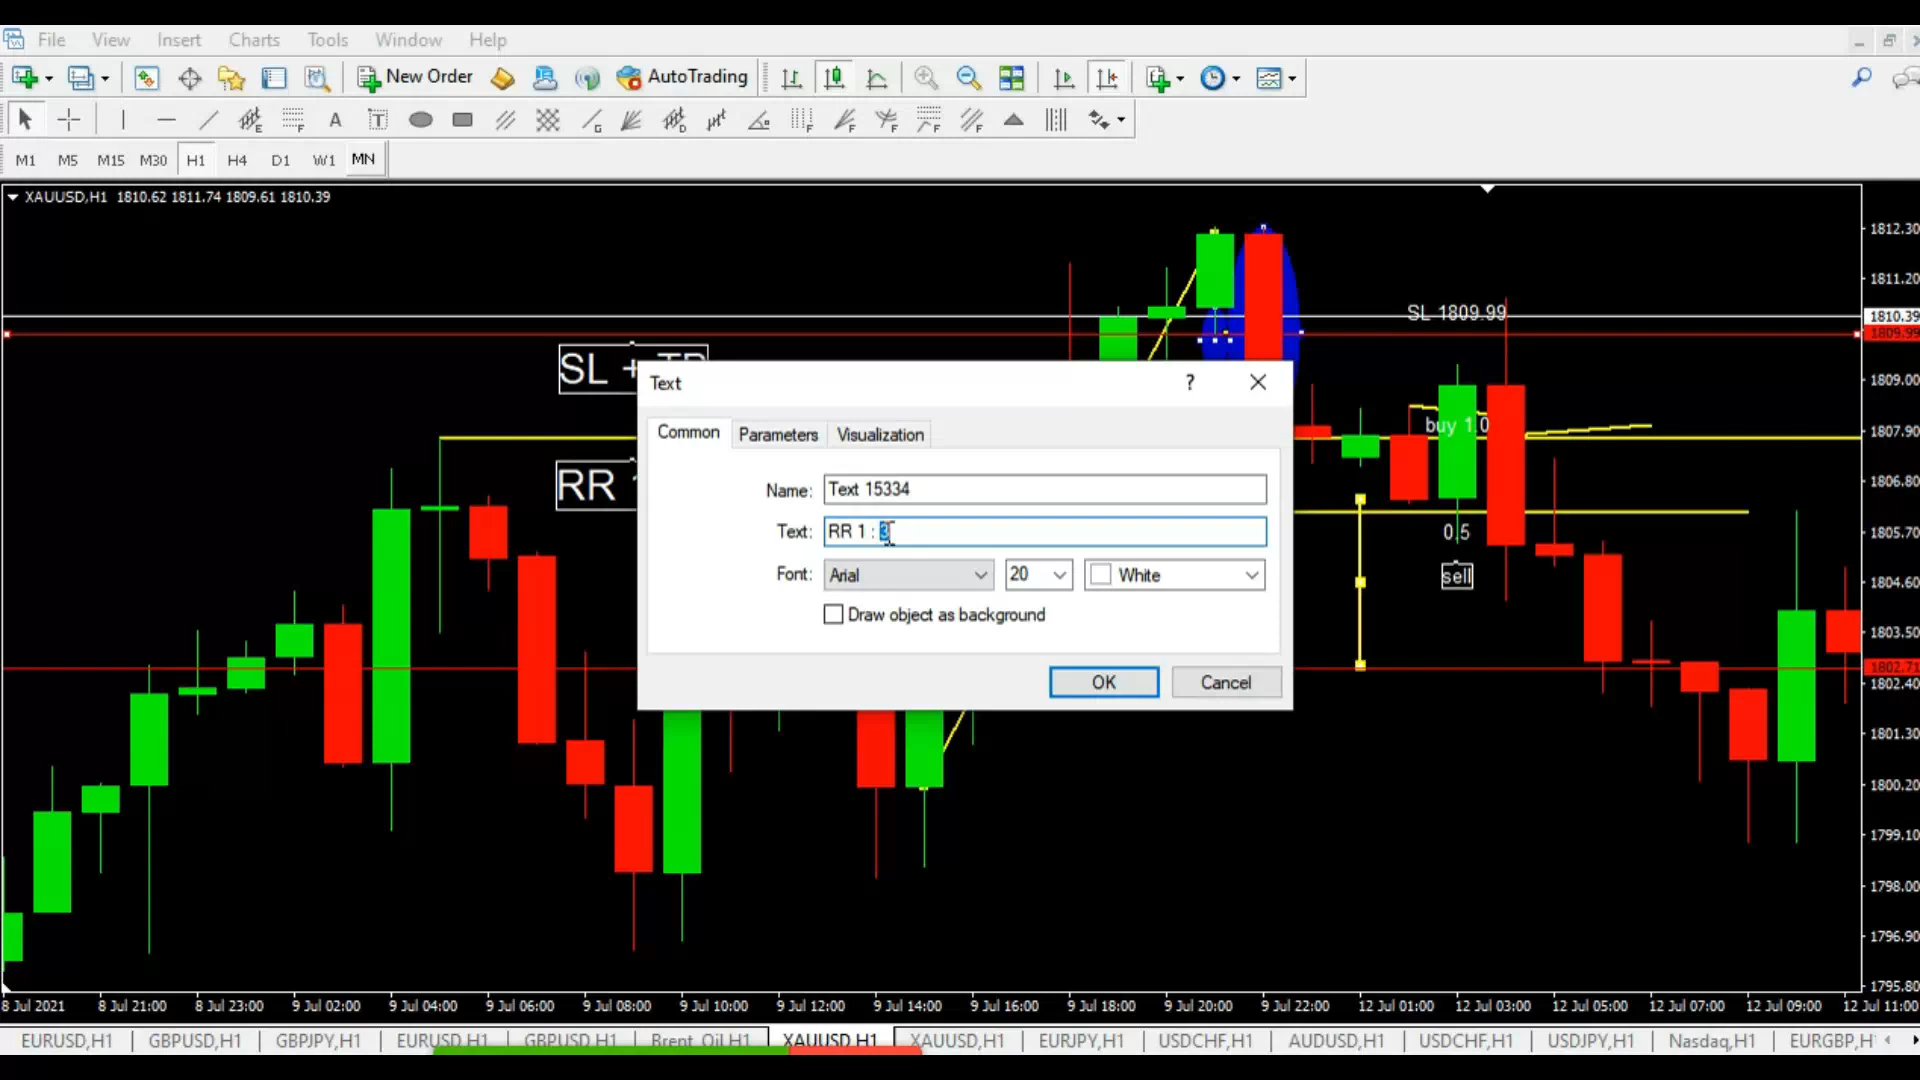 File View Insert Charts Tools Window Help
New Order AutoTrading
M1 M5 M15 M30 H1 H4 D1 W1 MN
XAUUSD,H1 1810.62 1811.74 1809.61 1810.39
1812.30
1811.20
SL 1809.99
1810.39
1809.99
SL +
Text ?
1809.00
buy 1.0
Common Parameters Visualization
1807.90
RR
Name: Text 15334
1806.80
Text: RR 1 : 3
0.5
1805.70
Font: Arial 20 White
sell
1804.60
Draw object as background
1803.50
1802.71
OK Cancel
1802.40
1801.30
1800.20
1799.10
1798.00
1796.90
1795.80
8 Jul 2021 8 Jul 21:00 8 Jul 23:00 9 Jul 02:00 9 Jul 04:00 9 Jul 06:00 9 Jul 08:00 9 Jul 10:00 9 Jul 12:00 9 Jul 14:00 9 Jul 16:00 9 Jul 18:00 9 Jul 20:00 9 Jul 22:00 12 Jul 01:00 12 Jul 03:00 12 Jul 05:00 12 Jul 07:00 12 Jul 09:00 12 Jul 11:00
EURUSD,H1 GBPUSD,H1 GBPJPY,H1 EURUSD,H1 GBPUSD,H1 Brent_Oil,H1 XAUUSD,H1 XAUUSD,H1 EURJPY,H1 USDCHF,H1 AUDUSD,H1 USDCHF,H1 USDJPY,H1 Nasdaq,H1 EURGBP,H